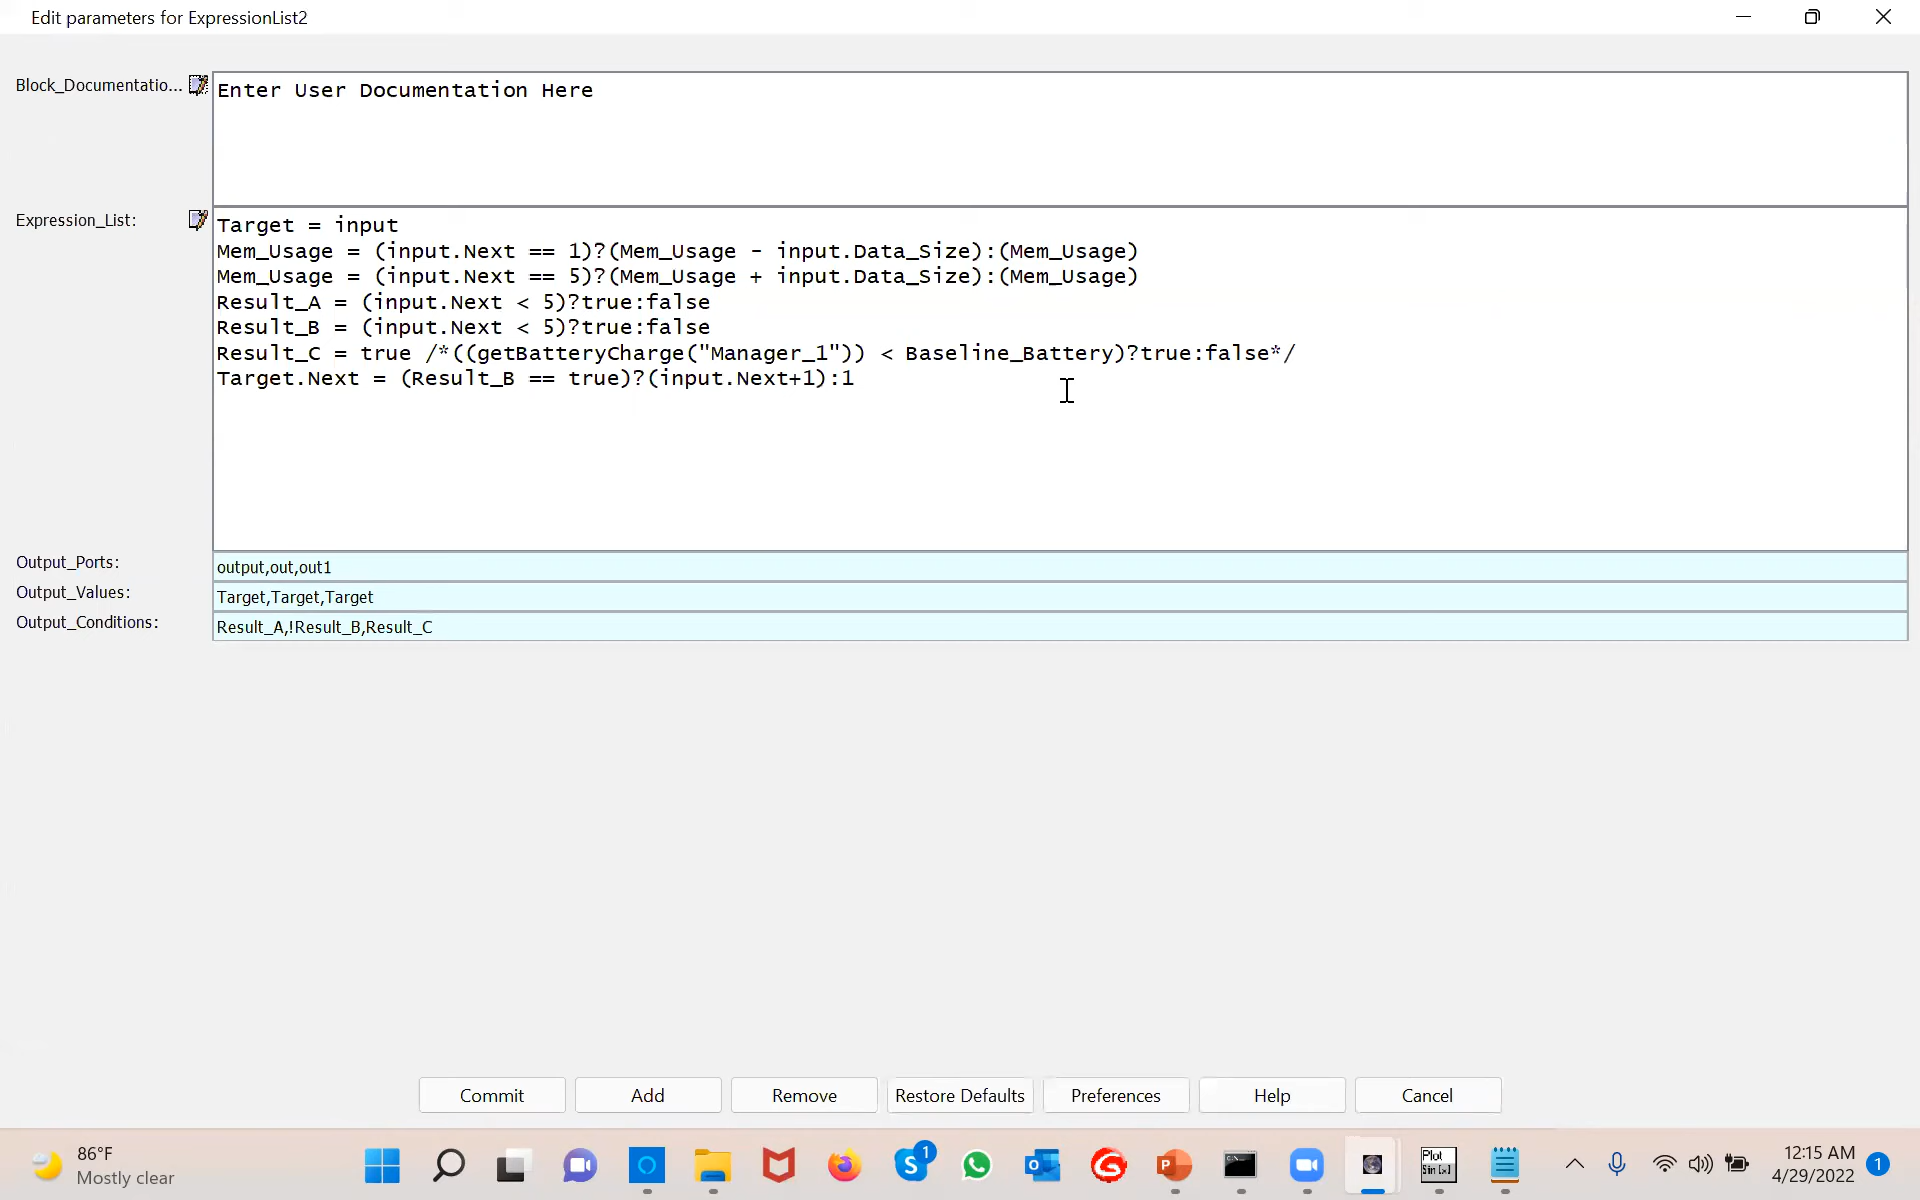 Edit parameters for ExpressionList2
Block_Documentatio...
Enter User Documentation Here
Expression_List:
Target = input
Mem_Usage = (input.Next == 1)?(Mem_Usage - input.Data_Size):(Mem_Usage)
Mem_Usage = (input.Next == 5)?(Mem_Usage + input.Data_Size):(Mem_Usage)
Result_A = (input.Next < 5)?true:false
Result_B = (input.Next < 5)?true:false
Result_C = true /*((getBatteryCharge("Manager_1")) < Baseline_Battery)?true:false*/
Target.Next = (Result_B == true)?(input.Next+1):1
Output_Ports:
output,out,out1
Output_Values:
Target,Target,Target
Output_Conditions:
Result_A,!Result_B,Result_C
Commit
Add
Remove
Restore Defaults
Preferences
Help
Cancel
86°F
Mostly clear
1
Plot
Sin[x]
12:15 AM
4/29/2022
1